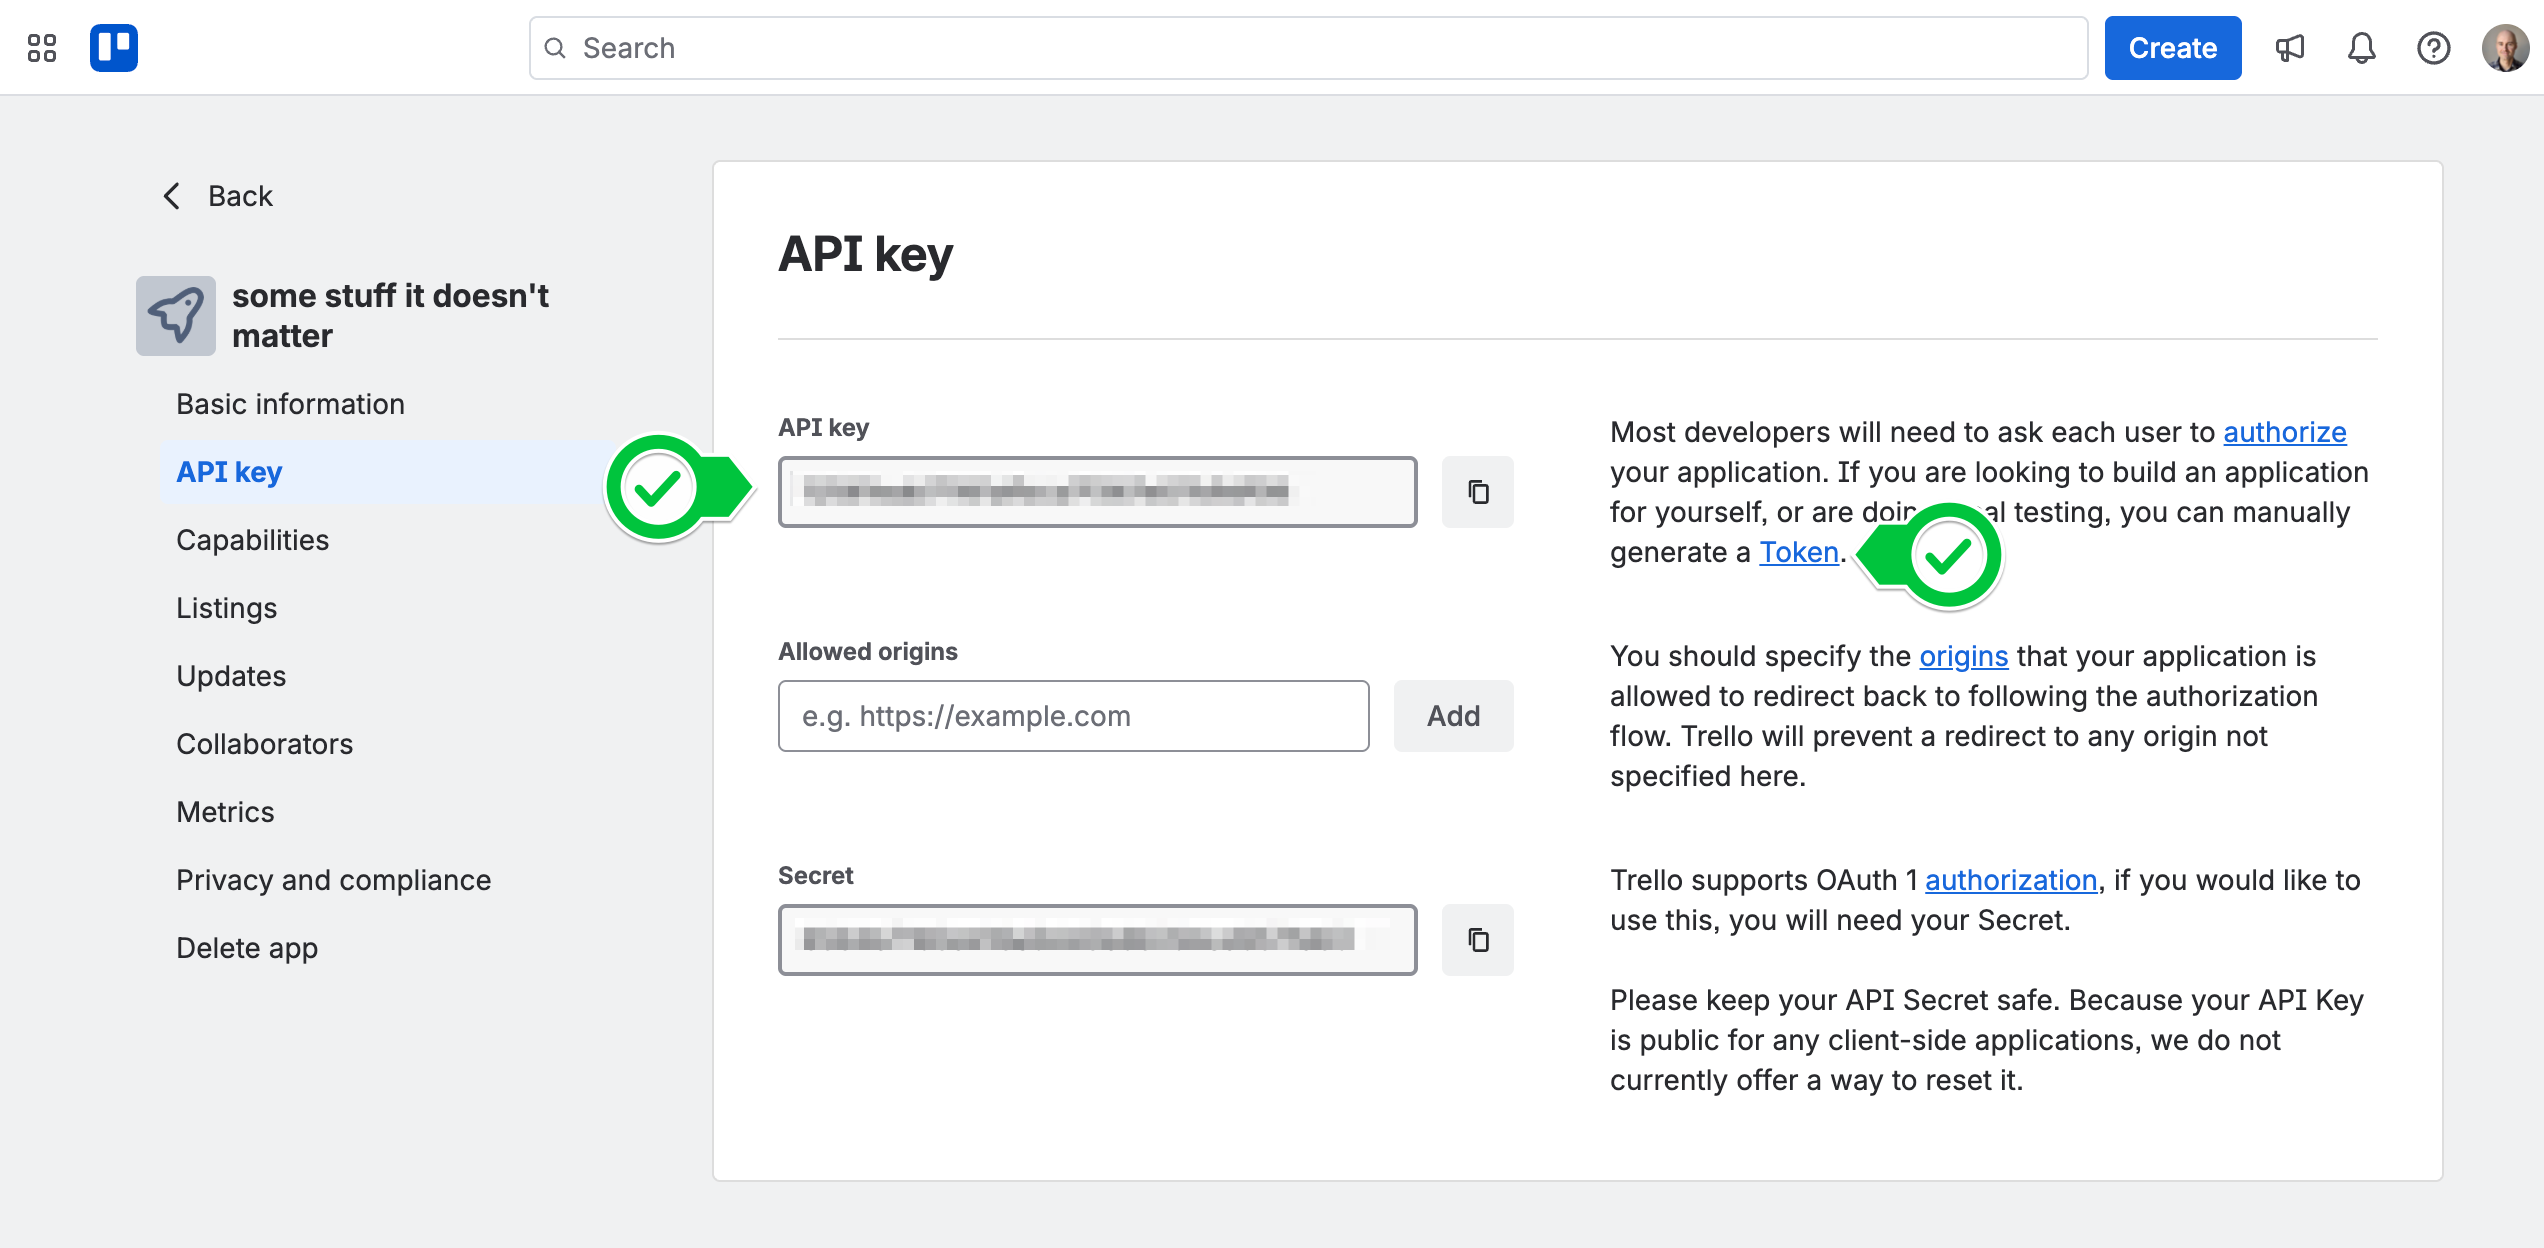 Search
Create
Back
some stuff it doesn't
matter
Basic information
API key
Capabilities
Listings
Updates
Collaborators
Metrics
Privacy and compliance
Delete app
API key
API key
Most developers will need to ask each user to authorize
your application. If you are looking to build an application
for yourself, or are testing, you can manually
generate a Token.
Allowed origins
e.g. https://example.com
Add
You should specify the origins that your application is
allowed to redirect back to following the authorization
flow. Trello will prevent a redirect to any origin not
specified here.
Secret
Trello supports OAuth 1 authorization, if you would like to
use this, you will need your Secret.
Please keep your API Secret safe. Because your API Key
is public for any client-side applications, we do not
currently offer a way to reset it.